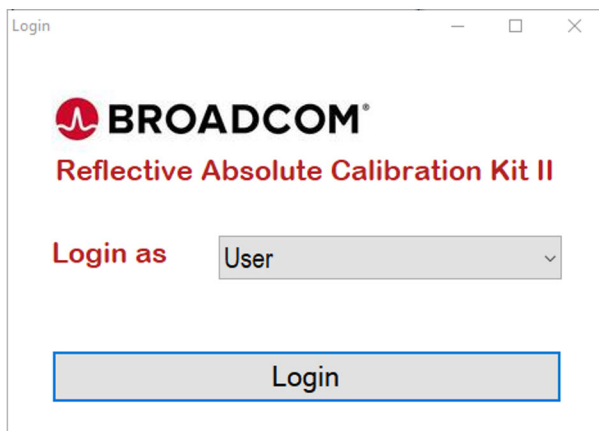 Login
BROADCOM®
Reflective Absolute Calibration Kit II
Login as
User
Login